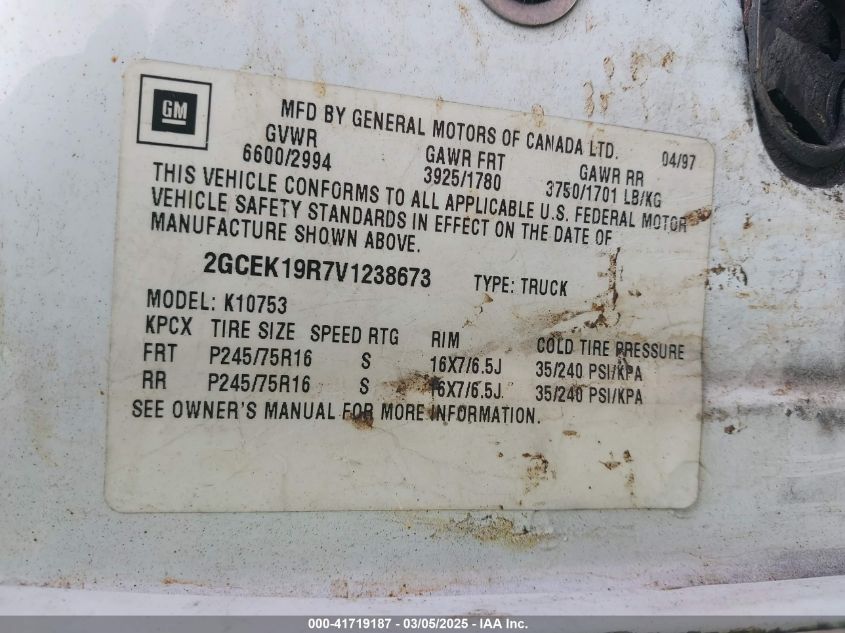 GM
MFD BY GENERAL MOTORS OF CANADA LTD. 04/97
GVWR GAWR FRT GAWR RR
6600/2994 3925/1780 3750/1701 LB/KG
THIS VEHICLE CONFORMS TO ALL APPLICABLE U.S. FEDERAL MOTOR
VEHICLE SAFETY STANDARDS IN EFFECT ON THE DATE OF
MANUFACTURE SHOWN ABOVE.
2GCEK19R7V1238673 TYPE: TRUCK
MODEL: K10753
KPCX TIRE SIZE SPEED RTG RIM COLD TIRE PRESSURE
FRT P245/75R16 S 16X7/6.5J 35/240 PSI/KPA
RR P245/75R16 S 16X7/6.5J 35/240 PSI/KPA
SEE OWNER'S MANUAL FOR MORE INFORMATION.
000-41719187 - 03/05/2025 - IAA Inc.